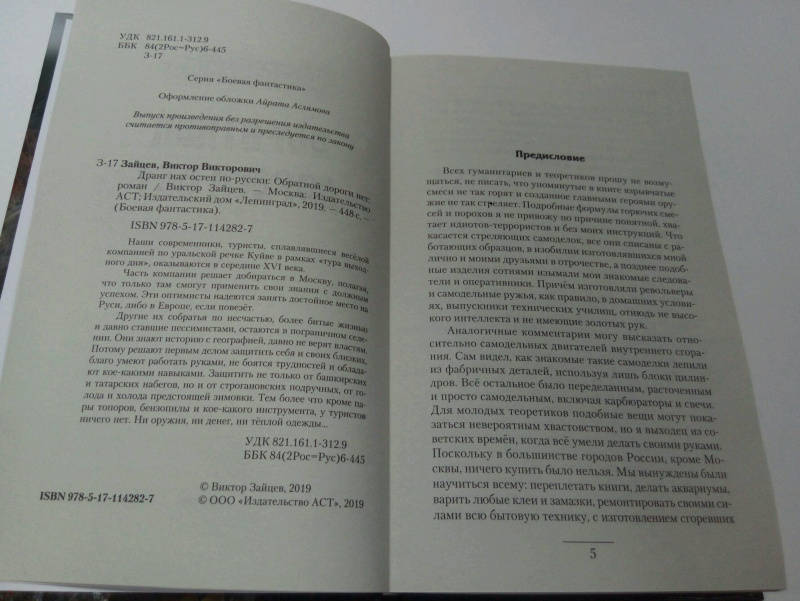 УДК 821.161.1-312.9
ББК 84(2Рос=Рус)6-445
З-17
Серия «Боевая фантастика»
Оформление обложки Айрата Аслямова
Выпуск произведения без разрешения издательства
считается противоправным и преследуется по закону
З-17 Зайцев, Виктор Викторович
Дранг нах остен по-русски: Обратной дороги нет:
роман / Виктор Зайцев. — Москва: Издательство
АСТ; Издательский дом «Ленинград», 2019. — 448 с. —
(Боевая фантастика).
ISBN 978-5-17-114282-7
Наши современники, туристы, сплавлявшиеся весёлой
компанией по уральской речке Куйве в рамках «тура выход-
ного дня», оказываются в середине XVI века.
Часть компании решает добираться в Москву, полагая,
что только там смогут применить свои знания с должным
успехом. Эти оптимисты надеются занять достойное место на
Руси, либо в Европе, если повезёт.
Другие их собратья по несчастью, более битые жизнью
и давно ставшие пессимистами, остаются в пограничном селе-
нии. Они знают историю с географией, давно не верят властям.
Потому решают первым делом защитить себя и своих близких,
благо умеют работать руками, не боятся трудностей и облада-
ют кое-какими навыками. Защитить не только от башкирских
и татарских набегов, но и от строгановских подручных, от го-
лода и холода предстоящей зимовки. Тем более что кроме па-
ры топоров, бензопилы и кое-какого инструмента, у туристов
ничего нет. Ни оружия, ни денег, ни тёплой одежды...
УДК 821.161.1-312.9
ББК 84(2Рос=Рус)6-445
© Виктор Зайцев, 2019
ISBN 978-5-17-114282-7
© ООО «Издательство АСТ», 2019
Предисловие
Всех гуманитариев и теоретиков прошу не возму-
щаться, не писать, что упомянутые в книге взрывчатые
смеси не так горят и созданное главными героями ору-
жие не так стреляет. Подробные формулы горючих сме-
сей и порохов я не привожу по причине понятной, хва-
тает идиотов-террористов и без моих инструкций. Что
касается стреляющих самоделок, все они списаны с ра-
ботающих образцов, в изобилии изготовлявшихся мной
лично и моими друзьями в отрочестве, а позднее подоб-
ные изделия сотнями изымали мои знакомые следова-
тели и оперативники. Причём изготовляли револьверы
и самодельные ружья, как правило, в домашних услови-
ях, выпускники технических училищ, отнюдь не высо-
кого интеллекта и не имеющие золотых рук.
Аналогичные комментарии могу высказать отно-
сительно самодельных двигателей внутреннего сгора-
ния. Сам видел, как знакомые такие самоделки лепили
из фабричных деталей, используя лишь блоки цилин-
дров. Всё остальное было переделанным, расточенным
и просто самодельным, включая карбюраторы и свечи.
Для молодых теоретиков подобные вещи могут пока-
заться невероятным хвастовством, но я выходец из со-
ветских времён, когда всё умели делать своими руками.
Поскольку в большинстве городов России, кроме Мо-
сквы, ничего купить было нельзя. Мы вынуждены были
научиться всему: переплетать книги, делать аквариумы,
варить любые клеи и замазки, ремонтировать своими си-
лами всю бытовую технику, с изготовлением сгоревших
5